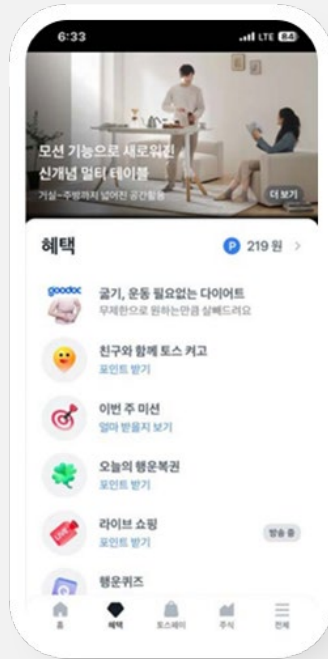 6:33
LTE 84
모션 기능으로 새로워진
신개념 멀티 테이블
거실~주방까지 넓어진 공간활용
더 보기
혜택
P 219 원 >
goodoc
굶기, 운동 필요없는 다이어트
무제한으로 원하는만큼 살빼드려요
친구와 함께 토스 켜고
포인트 받기
이번 주 미션
얼마 받을지 보기
오늘의 행운복권
포인트 받기
LIVE
라이브 쇼핑
포인트 받기
방송 중
행운퀴즈
홈
혜택
토스페이
주식
전체